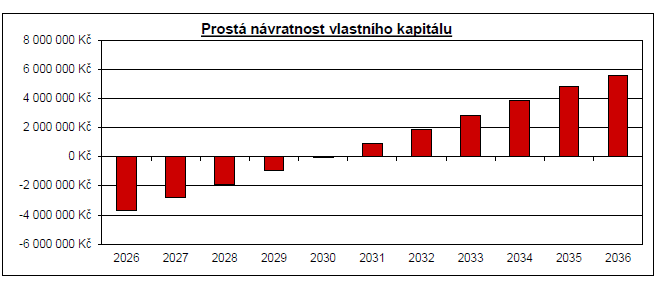 Prostá návratnost vlastního kapitálu
8 000 000 Kč
6 000 000 Kč
4 000 000 Kč
2 000 000 Kč
0 Kč
-2 000 000 Kč
-4 000 000 Kč
-6 000 000 Kč
2026 2027 2028 2029 2030 2031 2032 2033 2034 2035 2036